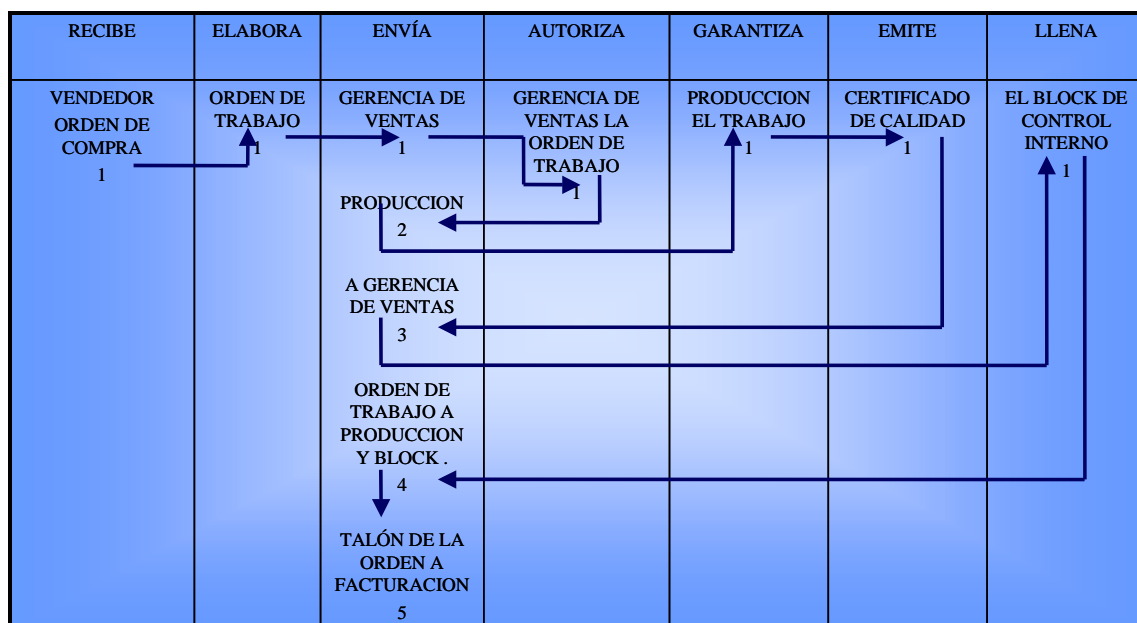 RECIBE
ELABORA
ENVÍA
AUTORIZA
GARANTIZA
EMITE
LLENA
VENDEDOR
ORDEN DE
COMPRA
1
ORDEN DE
TRABAJO
1
GERENCIA DE
VENTAS
1
PRODUCCION
2
A GERENCIA
DE VENTAS
3
ORDEN DE
TRABAJO A
PRODUCCION
Y BLOCK .
4
TALÓN DE LA
ORDEN A
FACTURACION
5
GERENCIA DE
VENTAS LA
ORDEN DE
TRABAJO
1
PRODUCCION
EL TRABAJO
1
CERTIFICADO
DE CALIDAD
1
EL BLOCK DE
CONTROL
INTERNO
1